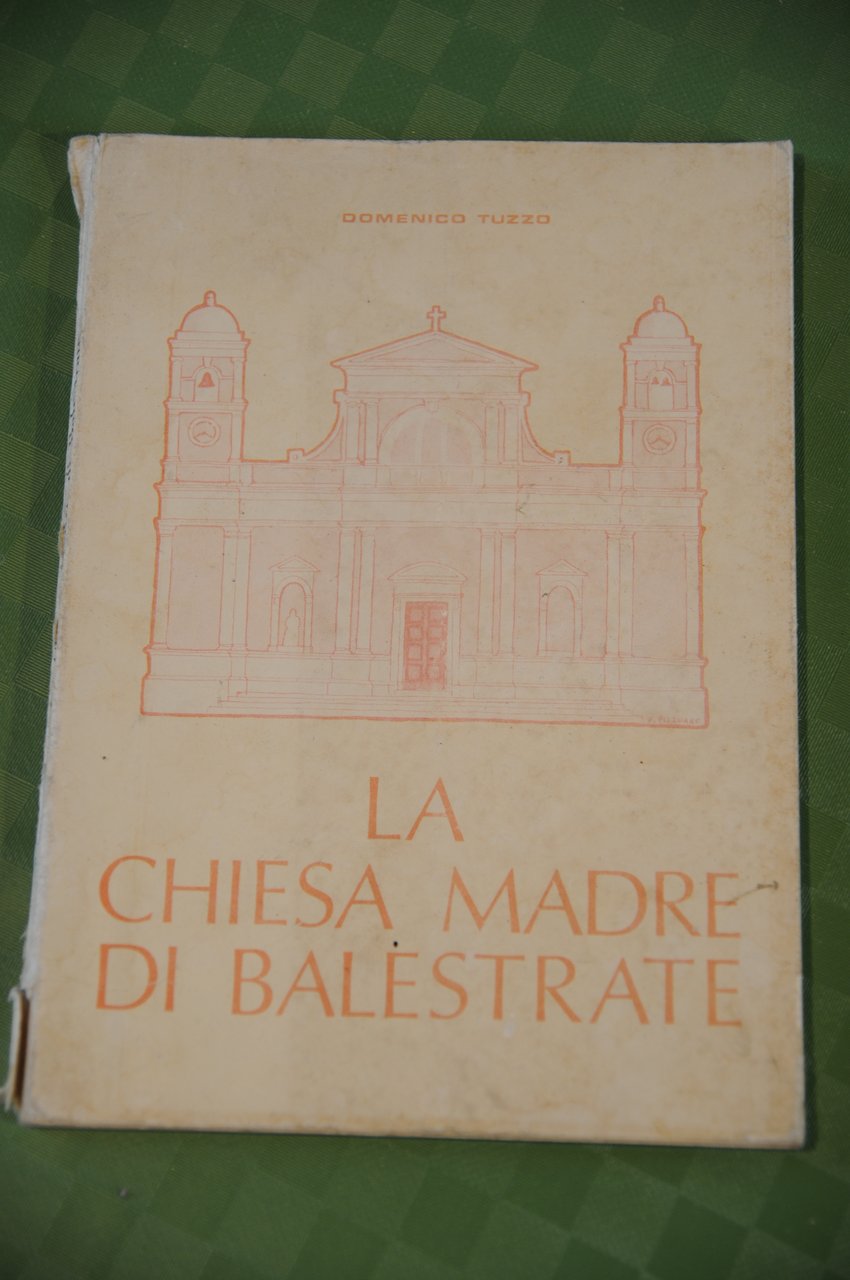 DOMENICO TUZZO
LA
CHIESA MADRE
DI BALESTRATE